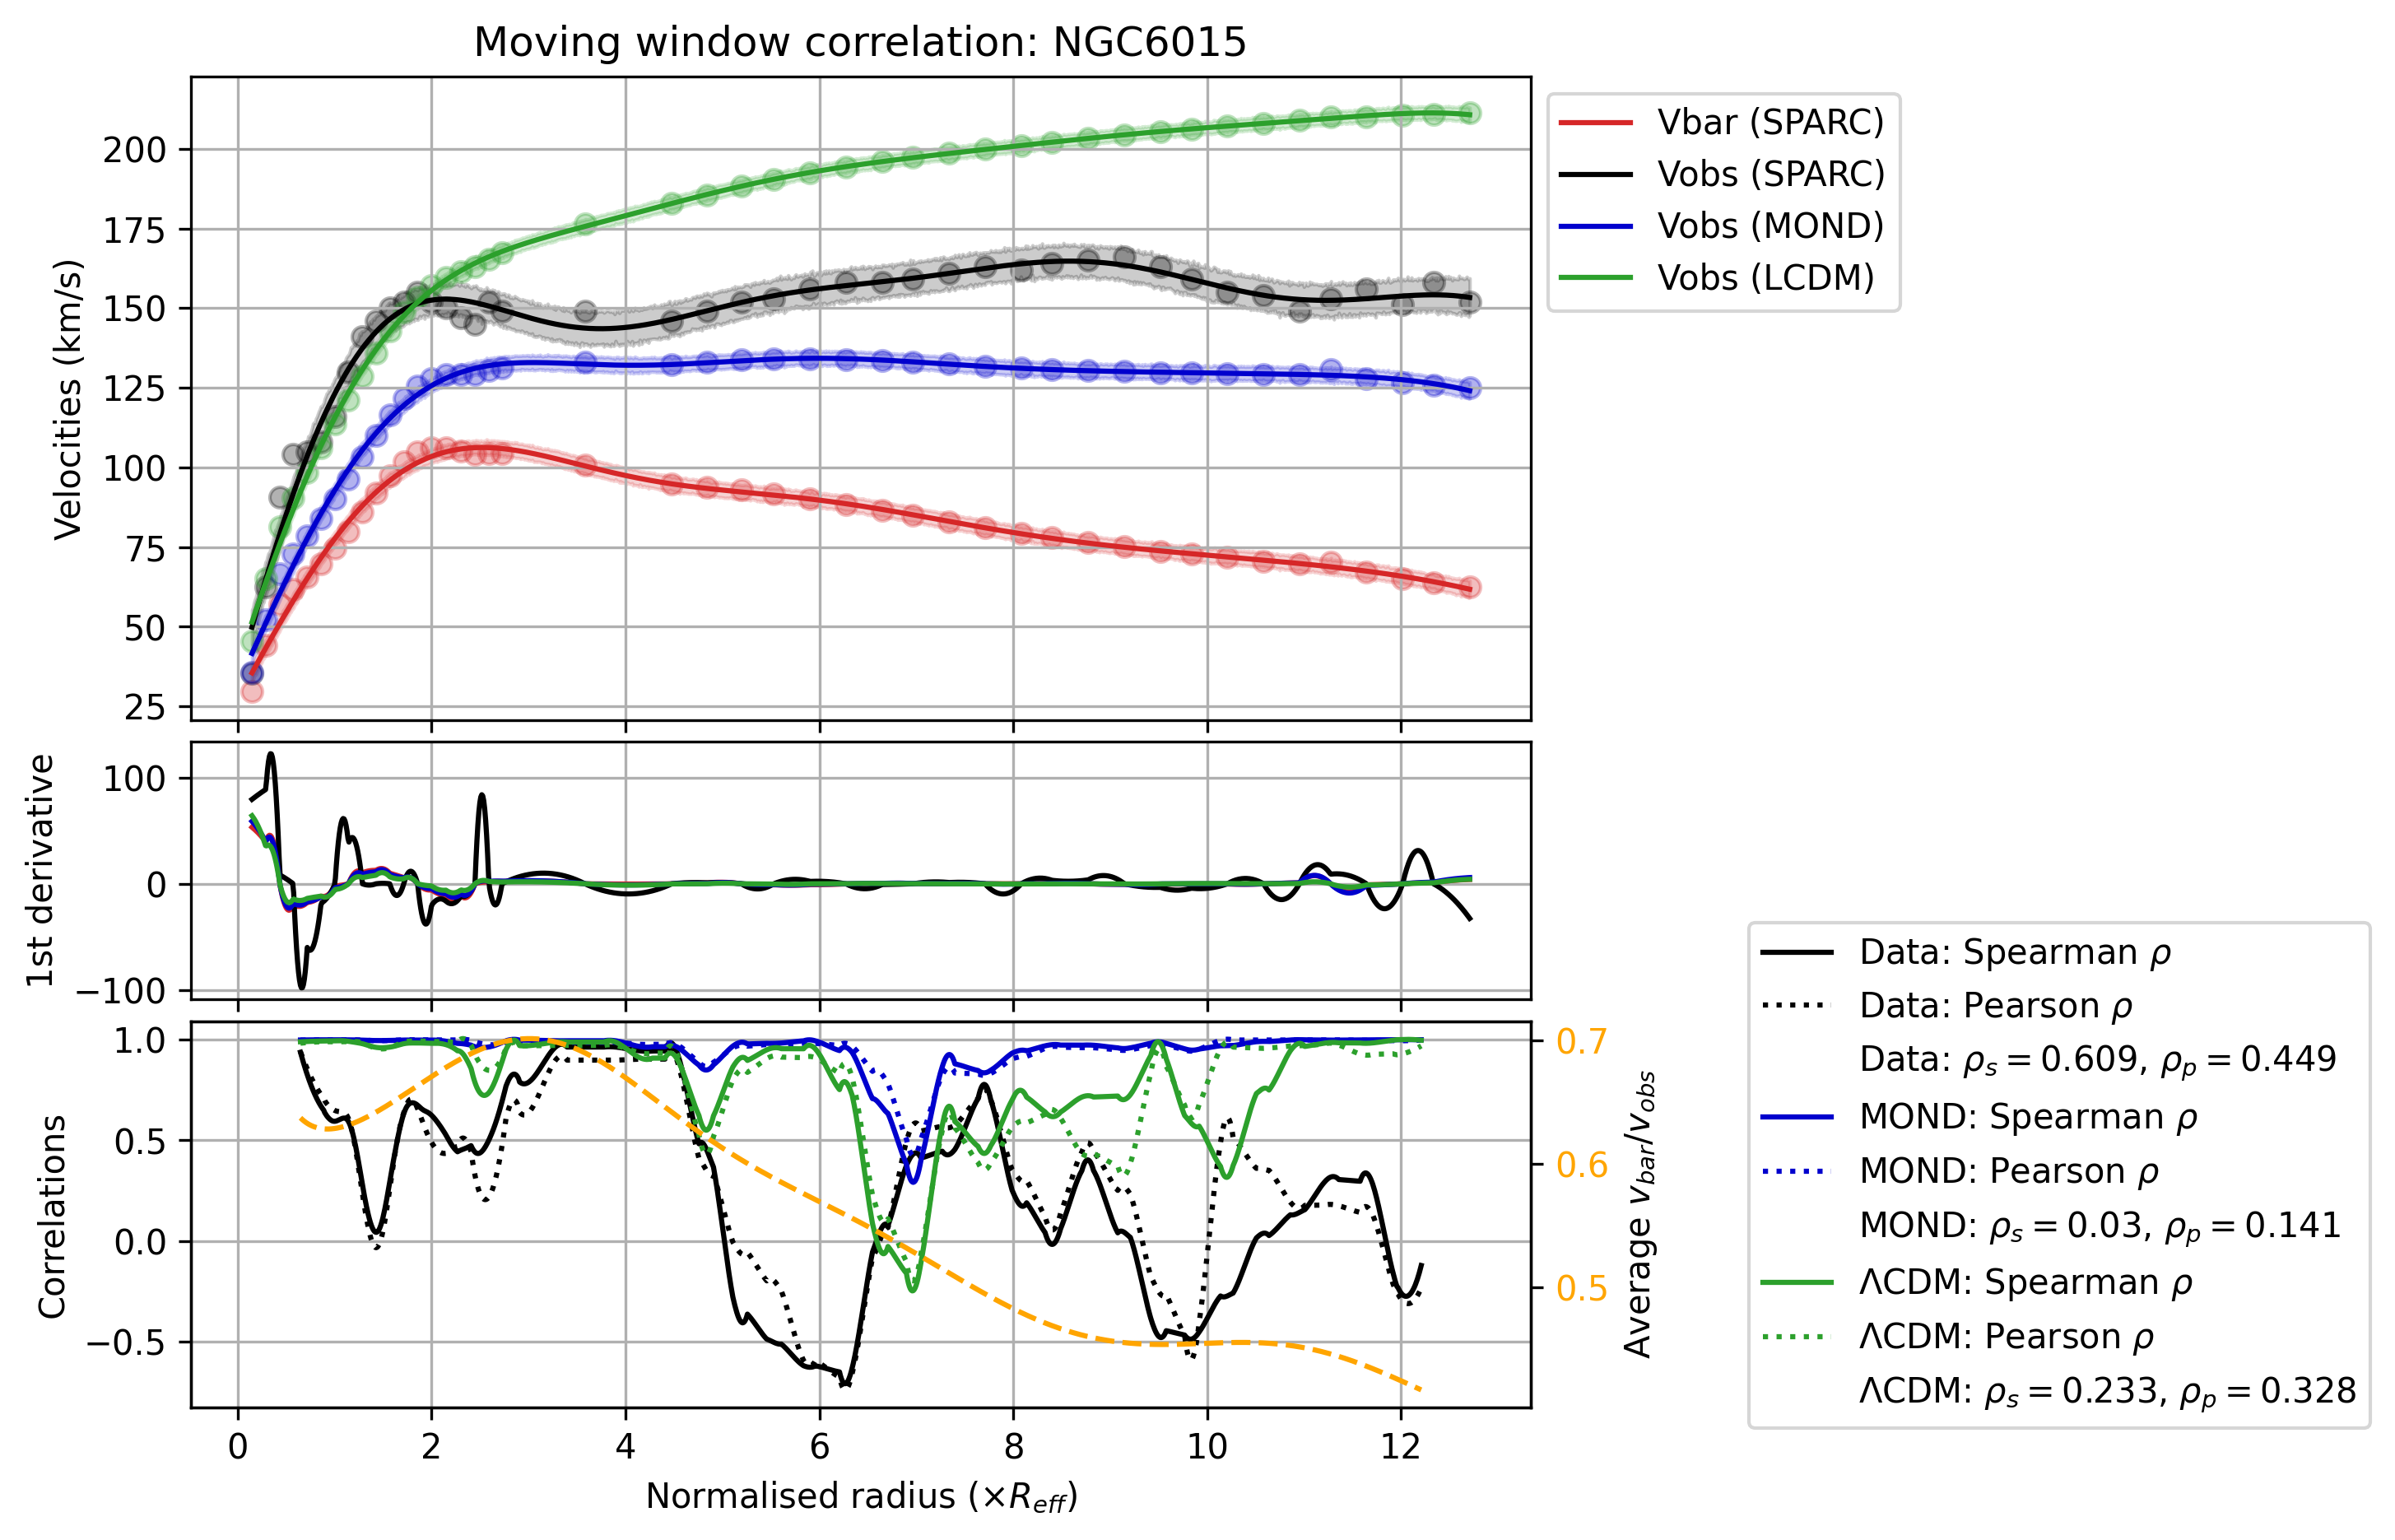 Moving window correlation: NGC6015
Velocities (km/s)
200
175
150
125
100
75
50
25
Vbar (SPARC)
Vobs (SPARC)
Vobs (MOND)
Vobs (LCDM)
1st derivative
100
0
−100
Correlations
1.0
0.5
0.0
−0.5
0.7
0.6
0.5
Average v_bar/v_obs
0 2 4 6 8 10 12
Normalised radius (×R_eff)
Data: Spearman ρ
Data: Pearson ρ
Data: ρ_s = 0.609, ρ_p = 0.449
MOND: Spearman ρ
MOND: Pearson ρ
MOND: ρ_s = 0.03, ρ_p = 0.141
ΛCDM: Spearman ρ
ΛCDM: Pearson ρ
ΛCDM: ρ_s = 0.233, ρ_p = 0.328